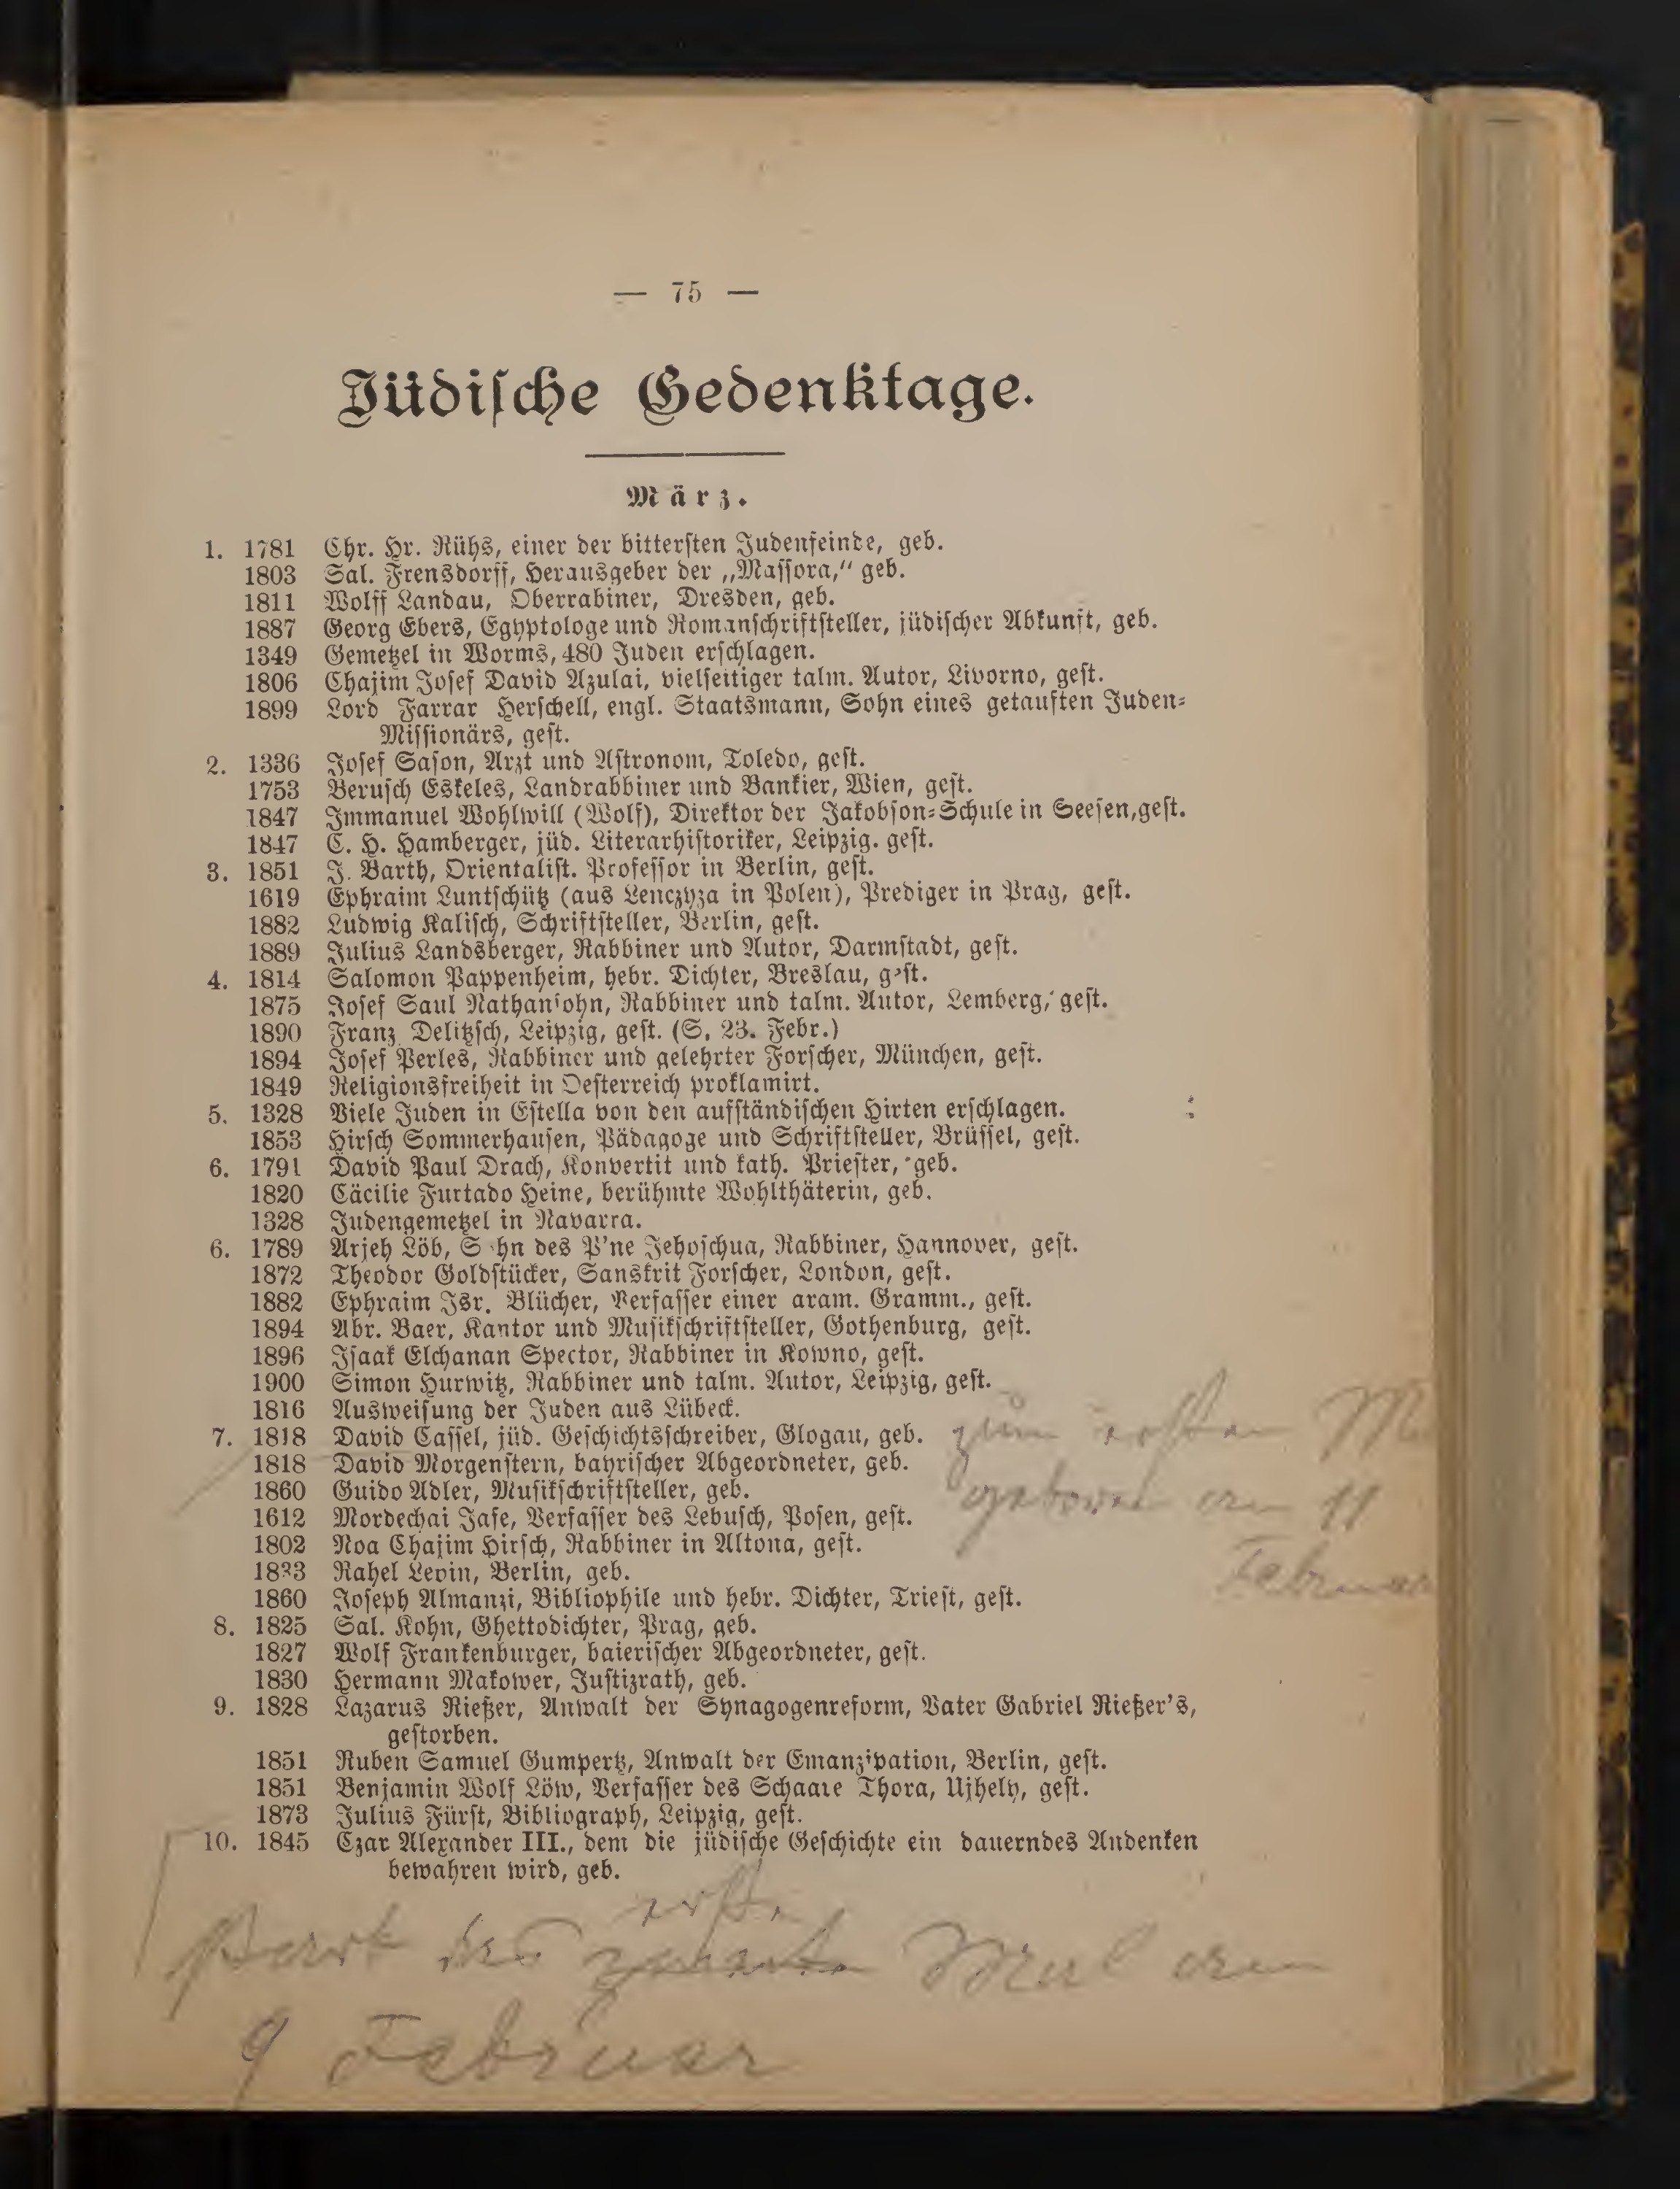 — 75 —
Jüdische Gedenktage.
März.
1. 1781 Chr. Hr. Rühs, einer der bittersten Judenfeinde, geb.
1803 Sal. Frensdorff, Herausgeber der „Massora,“ geb.
1811 Wolff Landau, Oberrabiner, Dresden, geb.
1887 Georg Ebers, Egyptologe und Romanschriftsteller, jüdischer Abkunft, geb.
1349 Gemetzel in Worms, 480 Juden erschlagen.
1806 Chajim Josef David Azulai, vielseitiger talm. Autor, Livorno, gest.
1899 Lord Farrar Herschell, engl. Staatsmann, Sohn eines getauften Juden-
Missionärs, gest.
2. 1336 Josef Sason, Arzt und Astronom, Toledo, gest.
1753 Berusch Eskeles, Landrabbiner und Bankier, Wien, gest.
1847 Immanuel Wohlwill (Wolf), Direktor der Jakobson-Schule in Seesen, gest.
1847 C. H. Hamberger, jüd. Literarhistoriker, Leipzig. gest.
3. 1851 J. Barth, Orientalist. Professor in Berlin, gest.
1619 Ephraim Luntschütz (aus Lenczyza in Polen), Prediger in Prag, gest.
1882 Ludwig Kalisch, Schriftsteller, Berlin, gest.
1889 Julius Landsberger, Rabbiner und Autor, Darmstadt, gest.
4. 1814 Salomon Pappenheim, hebr. Dichter, Breslau, gest.
1875 Josef Saul Nathansohn, Rabbiner und talm. Autor, Lemberg, gest.
1890 Franz Delitzsch, Leipzig, gest. (S. 23. Febr.)
1894 Josef Perles, Rabbiner und gelehrter Forscher, München, gest.
1849 Religionsfreiheit in Oesterreich proklamirt.
5. 1328 Viele Juden in Estella von den aufständischen Hirten erschlagen.
1853 Hirsch Sommerhausen, Pädagoge und Schriftsteller, Brüssel, gest.
6. 1791 David Paul Drach, Konvertit und kath. Priester, geb.
1820 Cäcilie Furtado Heine, berühmte Wohlthäterin, geb.
1328 Judengemetzel in Navarra.
6. 1789 Arjeh Löb, S hn des P'ne Jehoschua, Rabbiner, Hannover, gest.
1872 Theodor Goldstücker, Sanskrit Forscher, London, gest.
1882 Ephraim Isr. Blücher, Verfasser einer aram. Gramm., gest.
1894 Abr. Baer, Kantor und Musikschriftsteller, Gothenburg, gest.
1896 Isaak Elchanan Spector, Rabbiner in Kowno, gest.
1900 Simon Hurwitz, Rabbiner und talm. Autor, Leipzig, gest.
1816 Ausweisung der Juden aus Lübeck.
7. 1818 David Cassel, jüd. Geschichtsschreiber, Glogau, geb.
zum ersten
1818 David Morgenstern, bayrischer Abgeordneter, geb.
1860 Guido Adler, Musikschriftsteller, geb.
geboren am 11
1612 Mordechai Jafe, Verfasser des Lebusch, Posen, gest.
1802 Noa Chajim Hirsch, Rabbiner in Altona, gest.
1833 Rahel Levin, Berlin, geb.
Februar
1860 Joseph Almanzi, Bibliophile und hebr. Dichter, Triest, gest.
8. 1825 Sal. Kohn, Ghettodichter, Prag, geb.
1827 Wolf Frankenburger, baierischer Abgeordneter, gest.
1830 Hermann Makower, Justizrath, geb.
9. 1828 Lazarus Rießer, Anwalt der Synagogenreform, Vater Gabriel Rießer's,
gestorben.
1851 Ruben Samuel Gumpertz, Anwalt der Emanzipation, Berlin, gest.
1851 Benjamin Wolf Löw, Verfasser des Schaare Thora, Ujhely, gest.
1873 Julius Fürst, Bibliograph, Leipzig, gest.
10. 1845 Czar Alexander III., dem die jüdische Geschichte ein dauerndes Andenken
bewahren wird, geb.
erste
das zweite Mal am
9 Februar